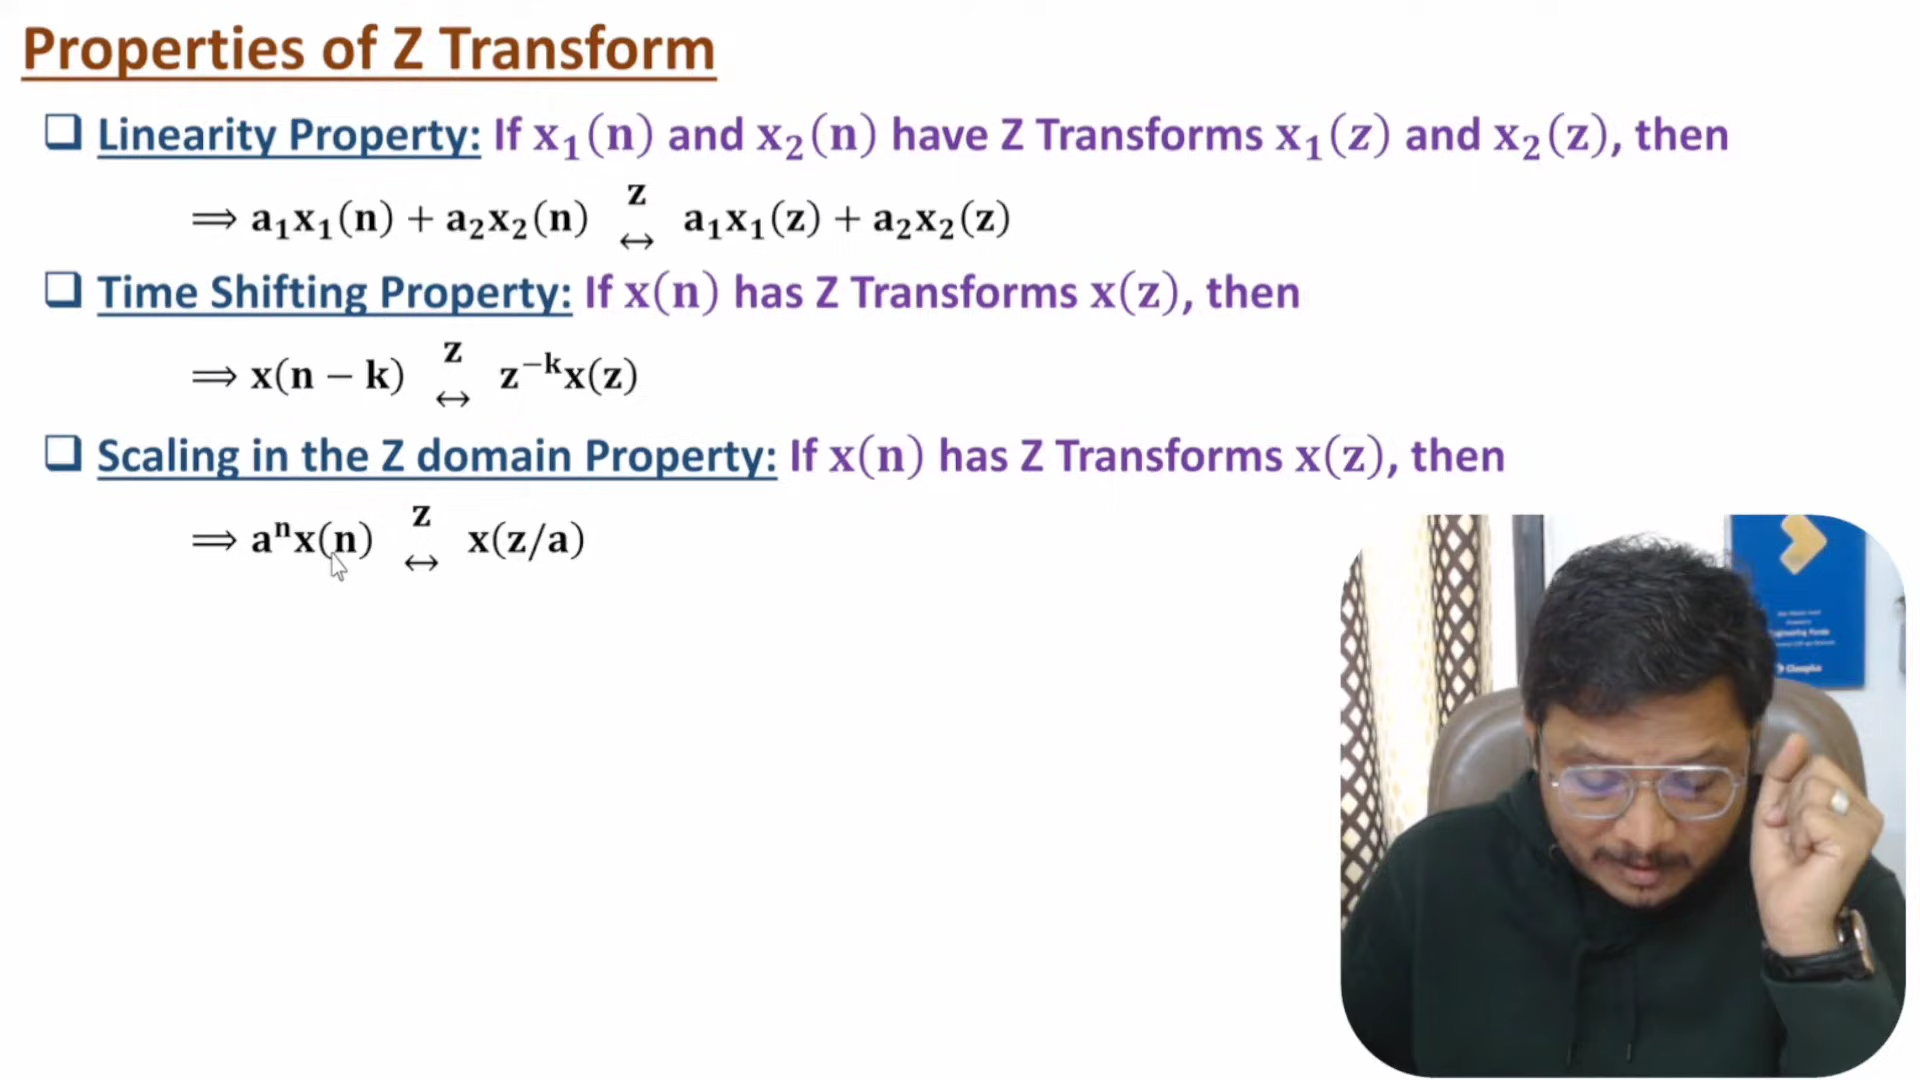 Properties of Z Transform
❑ Linearity Property: If x₁(n) and x₂(n) have Z Transforms x₁(z) and x₂(z), then
⟹ a₁x₁(n) + a₂x₂(n) z↔ a₁x₁(z) + a₂x₂(z)
❑ Time Shifting Property: If x(n) has Z Transforms x(z), then
⟹ x(n − k) z↔ z⁻ᵏx(z)
❑ Scaling in the Z domain Property: If x(n) has Z Transforms x(z), then
⟹ aⁿx(n) z↔ x(z/a)
Classplus